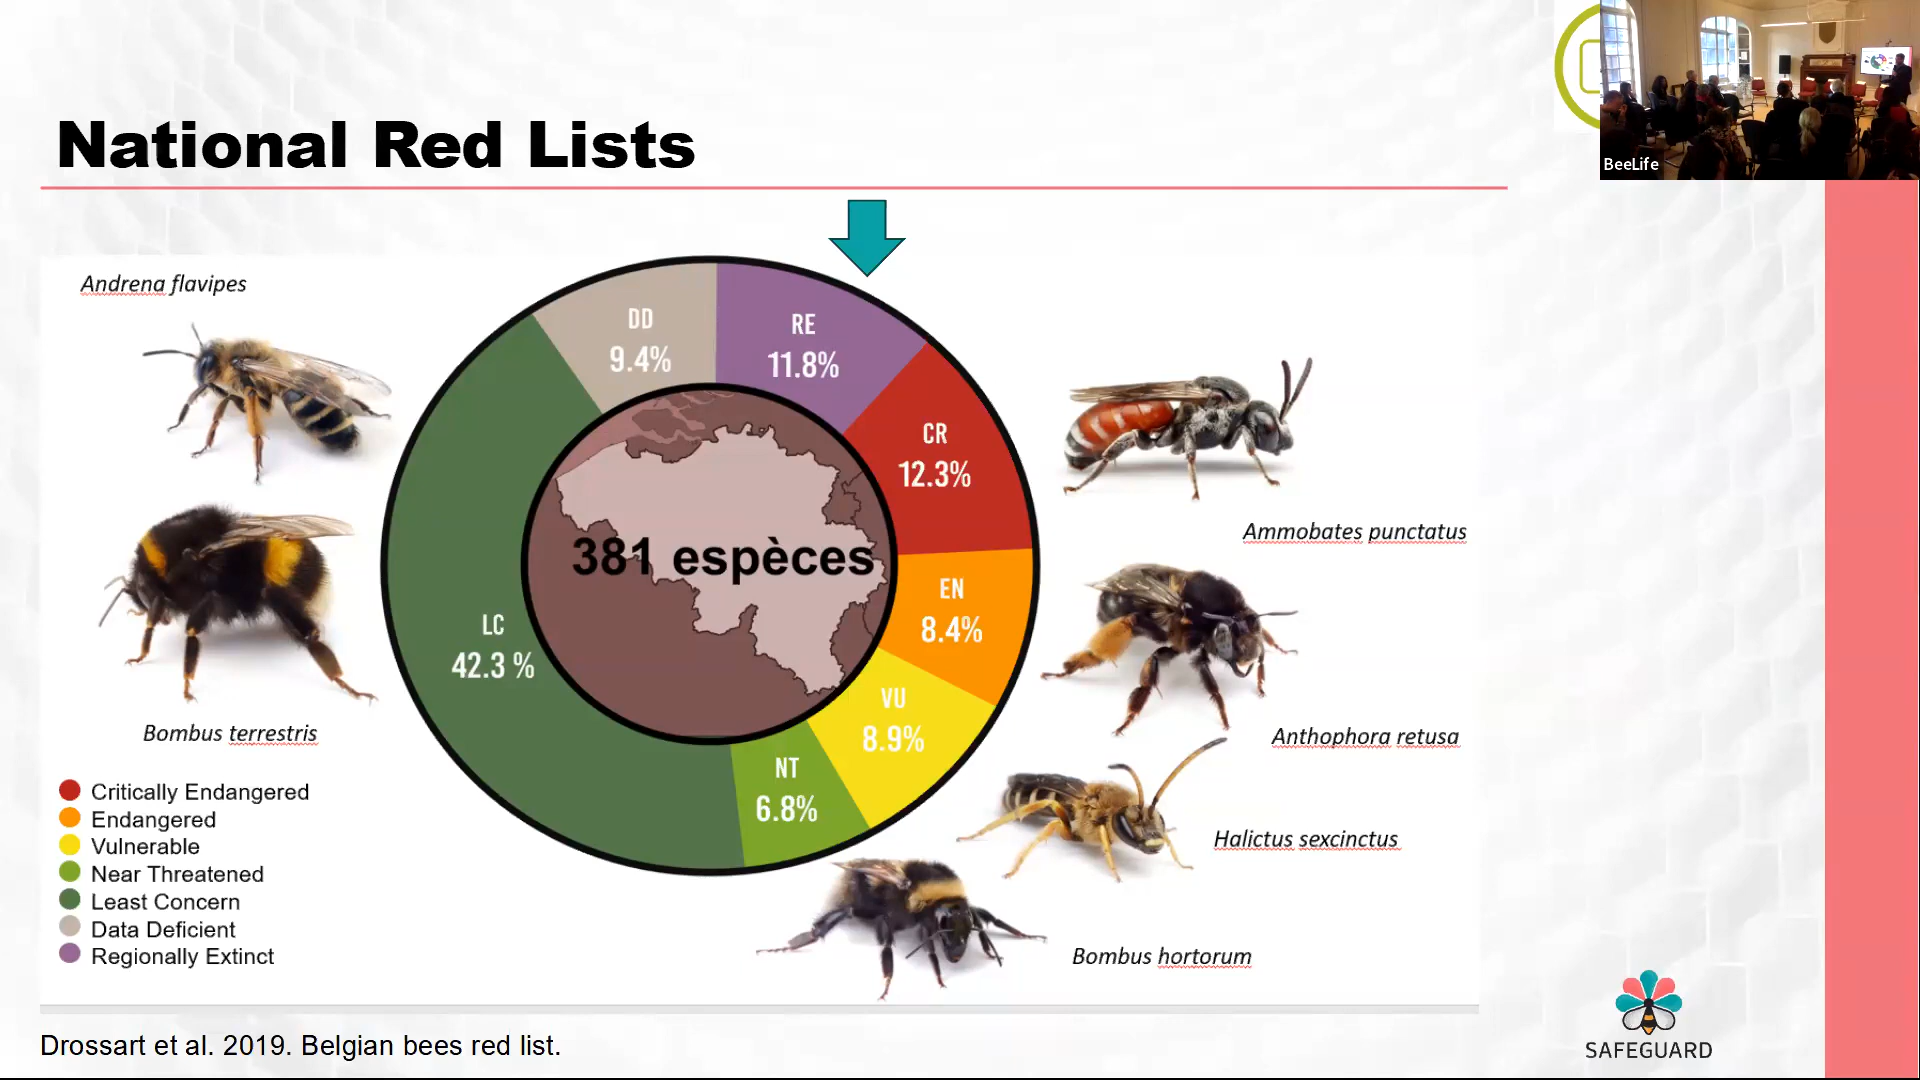 National Red Lists
BeeLife
Andrena flavipes
DD
9.4%
RE
11.8%
CR
12.3%
Ammobates punctatus
381 espèces
EN
8.4%
LC
42.3 %
VU
8.9%
Bombus terrestris
Anthophora retusa
NT
6.8%
Halictus sexcinctus
Bombus hortorum
Critically Endangered
Endangered
Vulnerable
Near Threatened
Least Concern
Data Deficient
Regionally Extinct
Drossart et al. 2019. Belgian bees red list.
SAFEGUARD